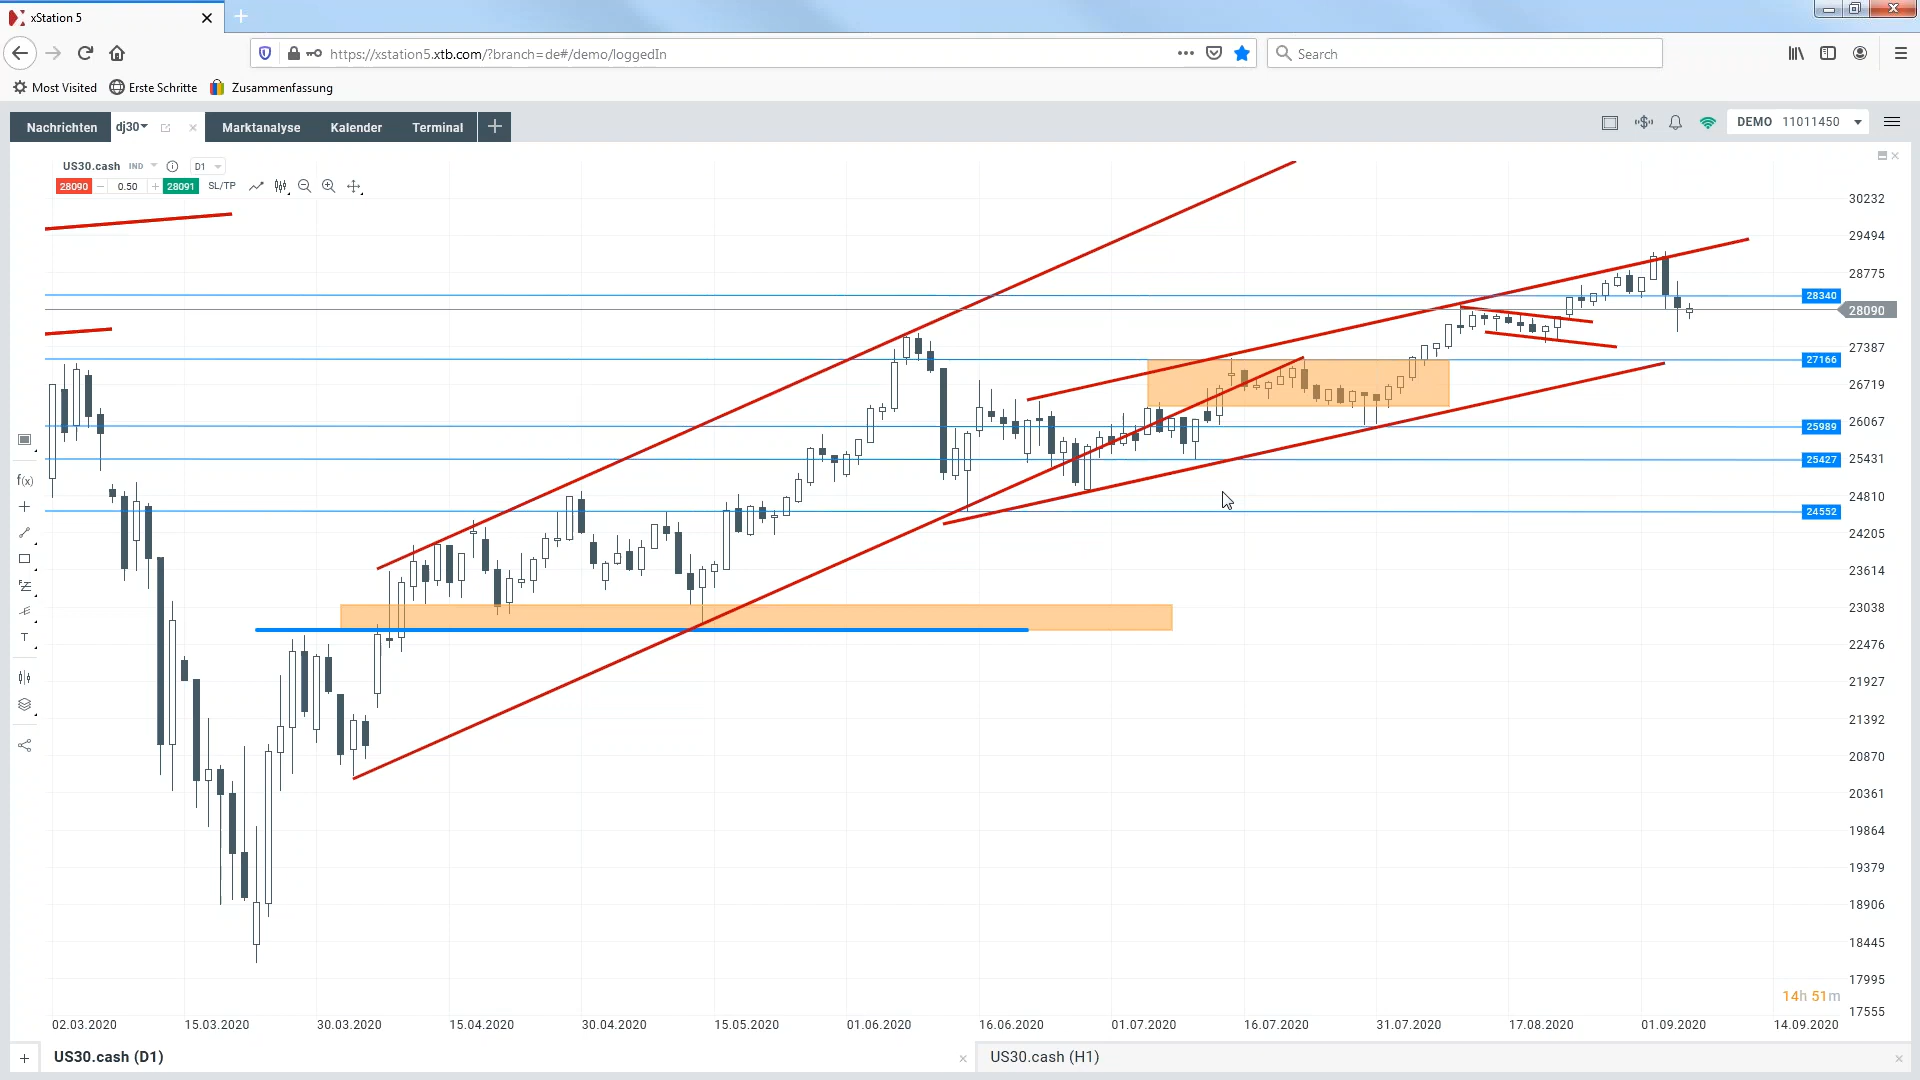 xStation 5
https://xstation5.xtb.com/?branch=de#/demo/loggedIn
Search
Most Visited
Erste Schritte
Zusammenfassung
Nachrichten
dj30
Marktanalyse
Kalender
Terminal
DEMO 11011450
US30.cash IND D1
28090 0.50 28091 SL/TP
30232
29494
28775
28340
28090
27387
27166
26719
26067
25989
25431
25427
24810
24552
24205
23614
23038
22476
21927
21392
20870
20361
19864
19379
18906
18445
17995
17555
f(x)
T
14h 51m
02.03.2020 15.03.2020 30.03.2020 15.04.2020 30.04.2020 15.05.2020 01.06.2020 16.06.2020 01.07.2020 16.07.2020 31.07.2020 17.08.2020 01.09.2020 14.09.2020
US30.cash (D1)
US30.cash (H1)